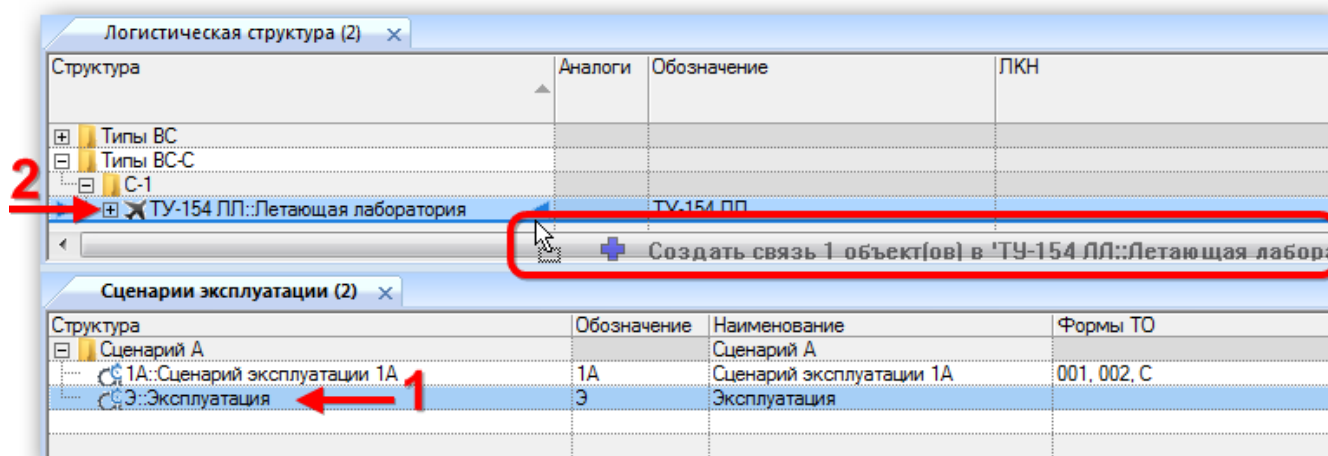 Логистическая структура (2)
Структура Аналоги Обозначение ЛКН
Типы ВС
Типы ВС-С
2
С-1
ТУ-154 ЛЛ::Летающая лаборатория ТУ-154 ЛЛ
Создать связь 1 объект(ов) в 'ТУ-154 ЛЛ::Летающая лабора
Сценарии эксплуатации (2)
Структура Обозначение Наименование Формы ТО
Сценарий А Сценарий А
1А::Сценарий эксплуатации 1А 1А Сценарий эксплуатации 1А 001, 002, С
Э::Эксплуатация 1 Э Эксплуатация